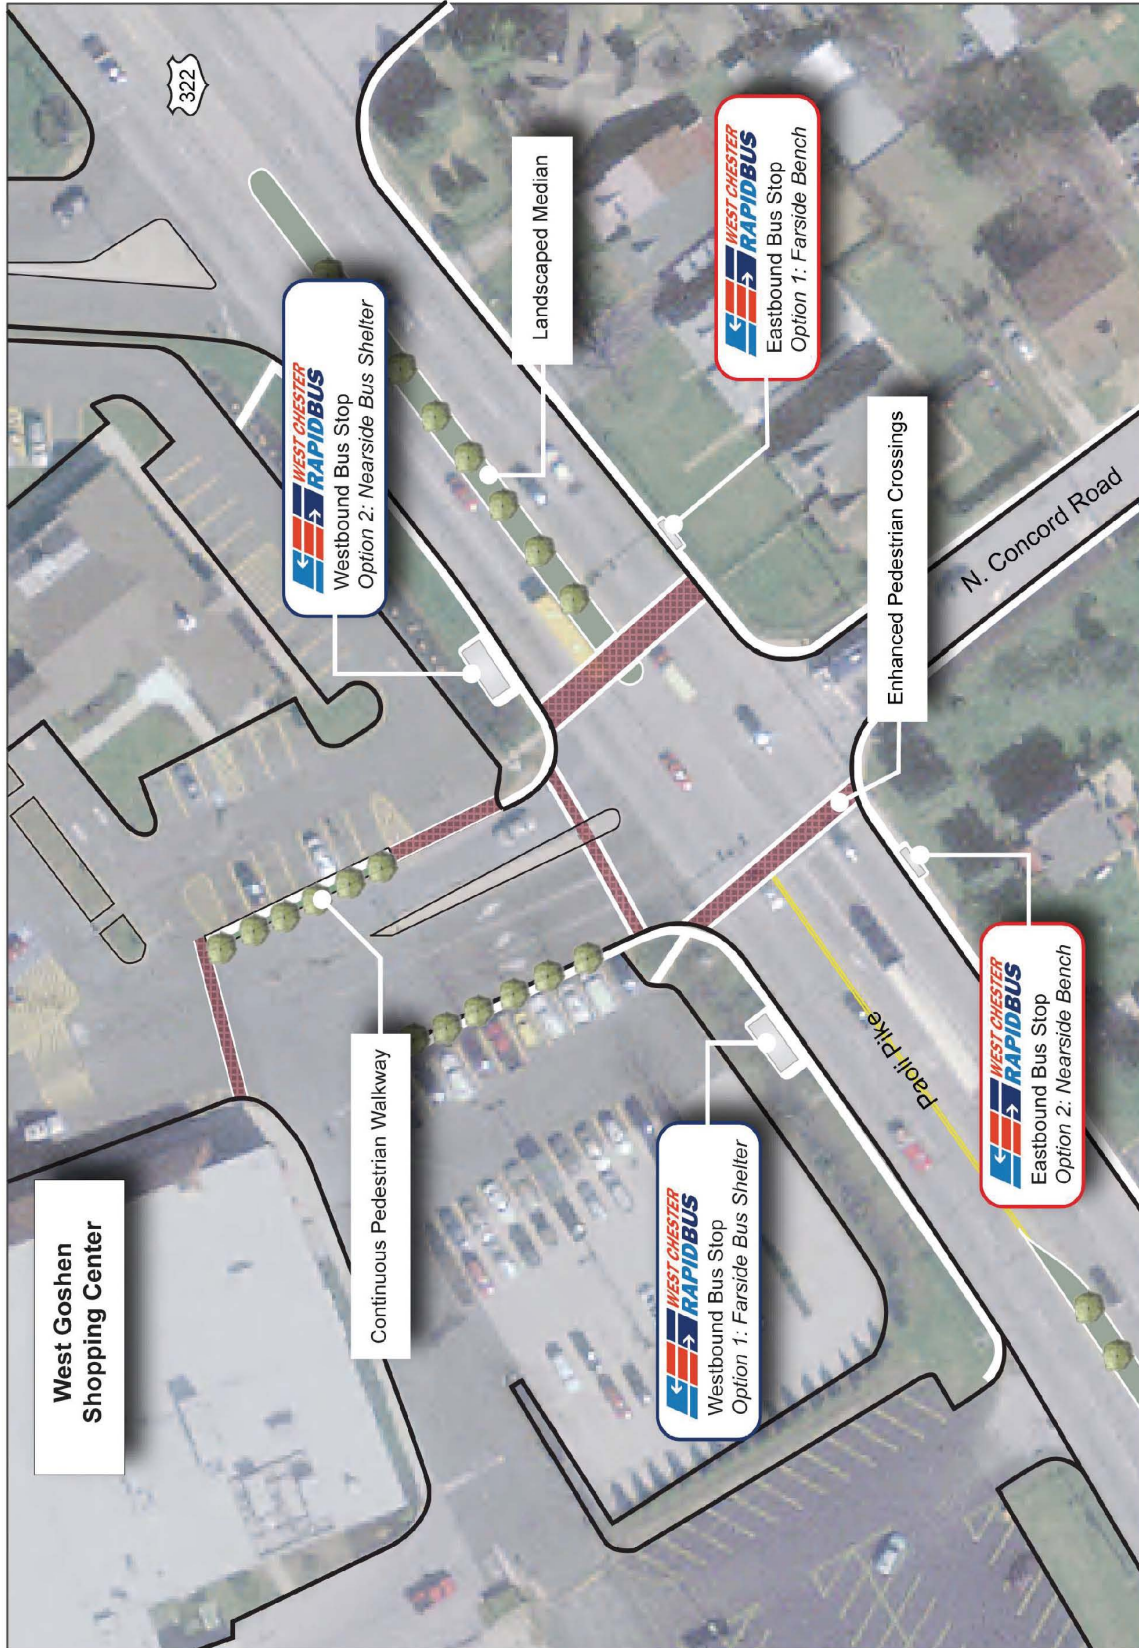 West Goshen
Shopping Center
Continuous Pedestrian Walkway
WEST CHESTER
RAPIDBUS
Westbound Bus Stop
Option 2: Nearside Bus Shelter
322
Landscaped Median
WEST CHESTER
RAPIDBUS
Westbound Bus Stop
Option 1: Farside Bus Shelter
WEST CHESTER
RAPIDBUS
Eastbound Bus Stop
Option 1: Farside Bench
Paoli Pike
Enhanced Pedestrian Crossings
N. Concord Road
WEST CHESTER
RAPIDBUS
Eastbound Bus Stop
Option 2: Nearside Bench